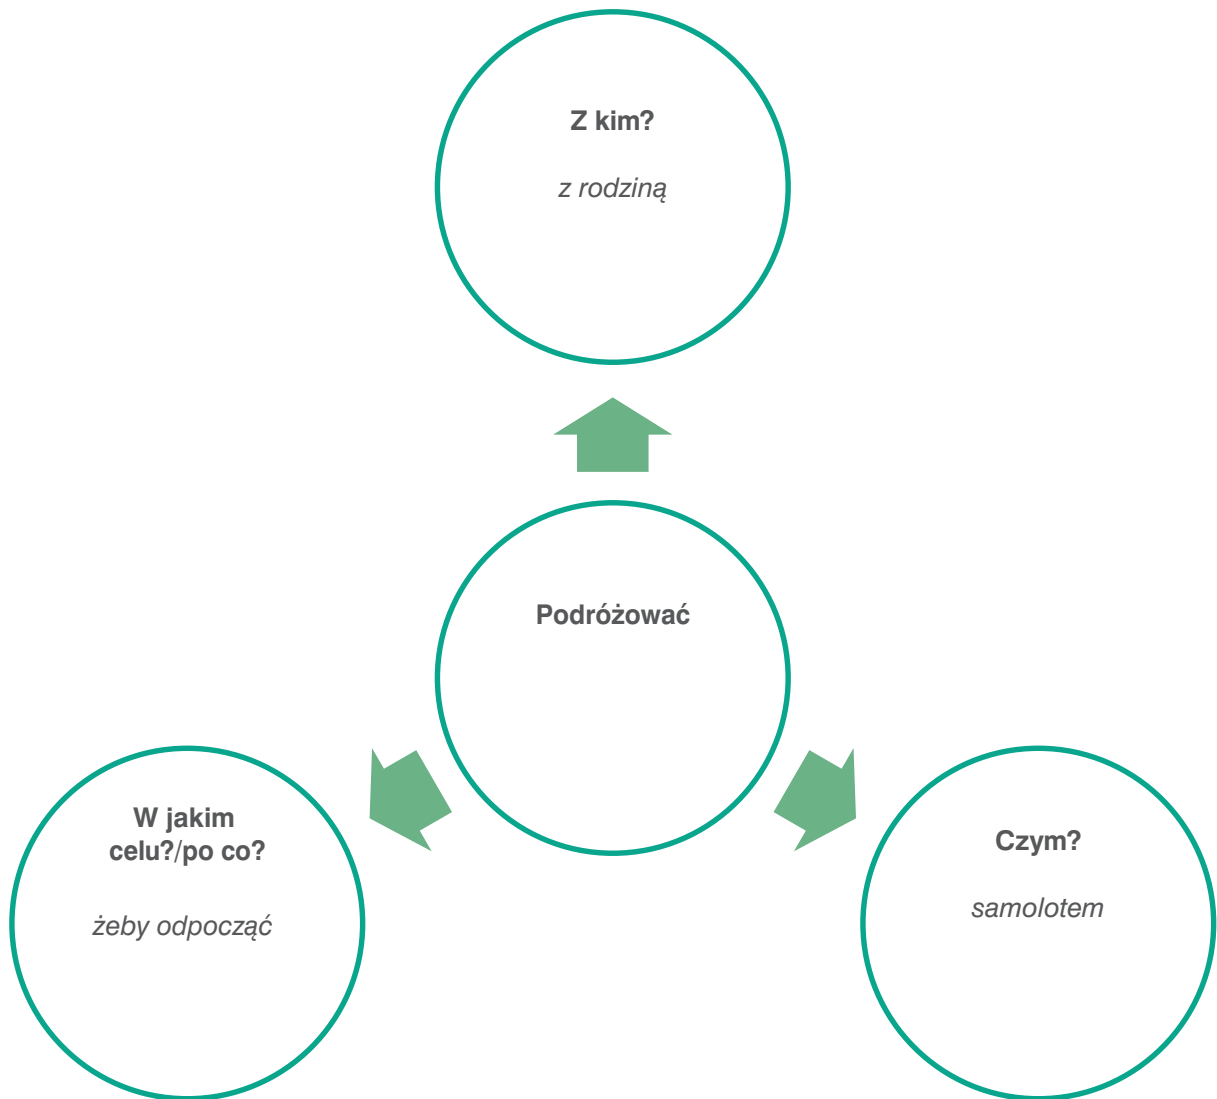 Z kim?
z rodziną
Podróżować
W jakim
celu?/po co?
żeby odpocząć
Czym?
samolotem